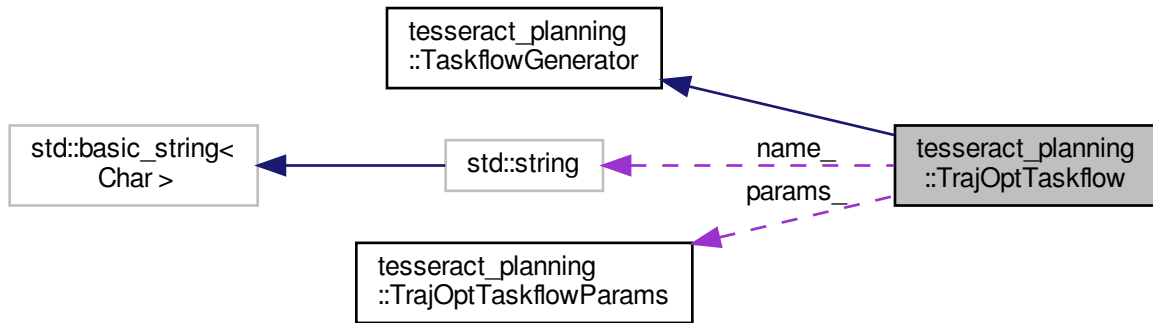 tesseract_planning
::TaskflowGenerator
std::basic_string<
Char >
std::string
name_
params_
tesseract_planning
::TrajOptTaskflow
tesseract_planning
::TrajOptTaskflowParams